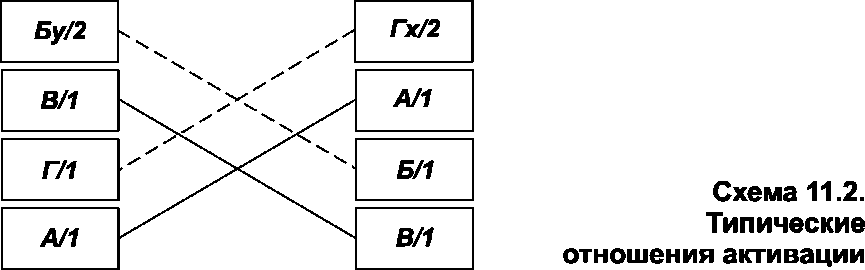 Бу/2
Гх/2
В/1
А/1
Г/1
Б/1
А/1
В/1
Схема 11.2.
Типические
отношения активации